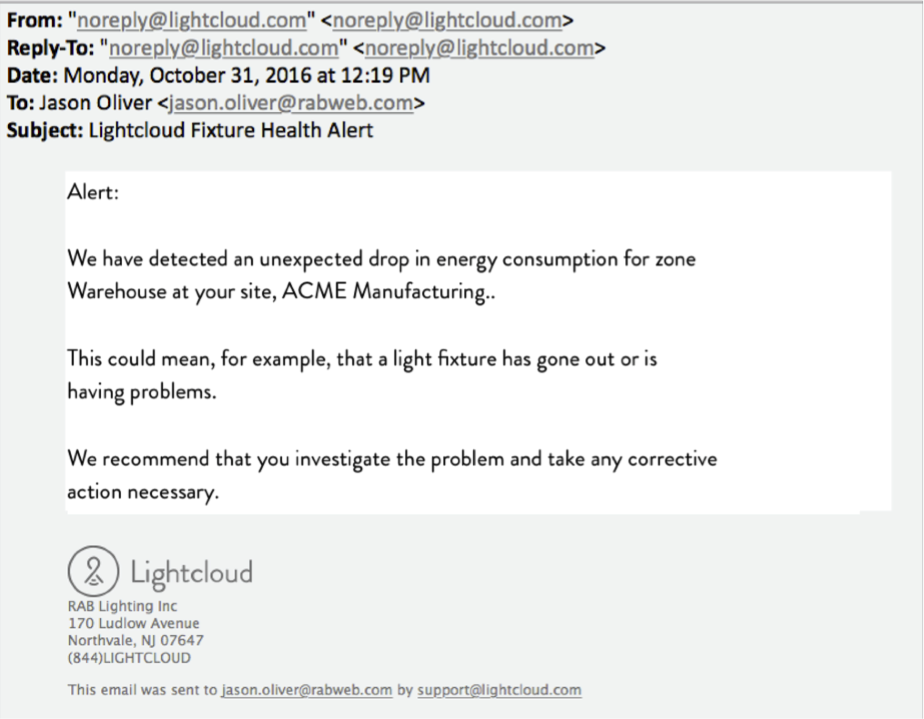 From: "noreply@lightcloud.com" <noreply@lightcloud.com>
Reply-To: "noreply@lightcloud.com" <noreply@lightcloud.com>
Date: Monday, October 31, 2016 at 12:19 PM
To: Jason Oliver <jason.oliver@rabweb.com>
Subject: Lightcloud Fixture Health Alert
Alert:
We have detected an unexpected drop in energy consumption for zone
Warehouse at your site, ACME Manufacturing..
This could mean, for example, that a light fixture has gone out or is
having problems.
We recommend that you investigate the problem and take any corrective
action necessary.
Lightcloud
RAB Lighting Inc
170 Ludlow Avenue
Northvale, NJ 07647
(844)LIGHTCLOUD
This email was sent to jason.oliver@rabweb.com by support@lightcloud.com